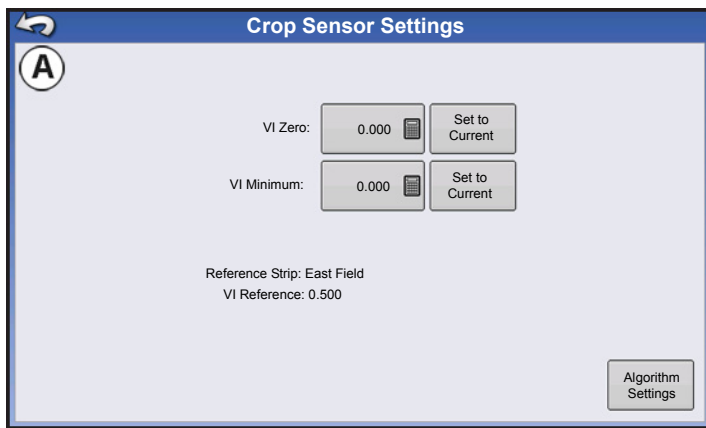 Crop Sensor Settings
A
VI Zero:
0.000
Set to
Current
VI Minimum:
0.000
Set to
Current
Reference Strip: East Field
VI Reference: 0.500
Algorithm
Settings